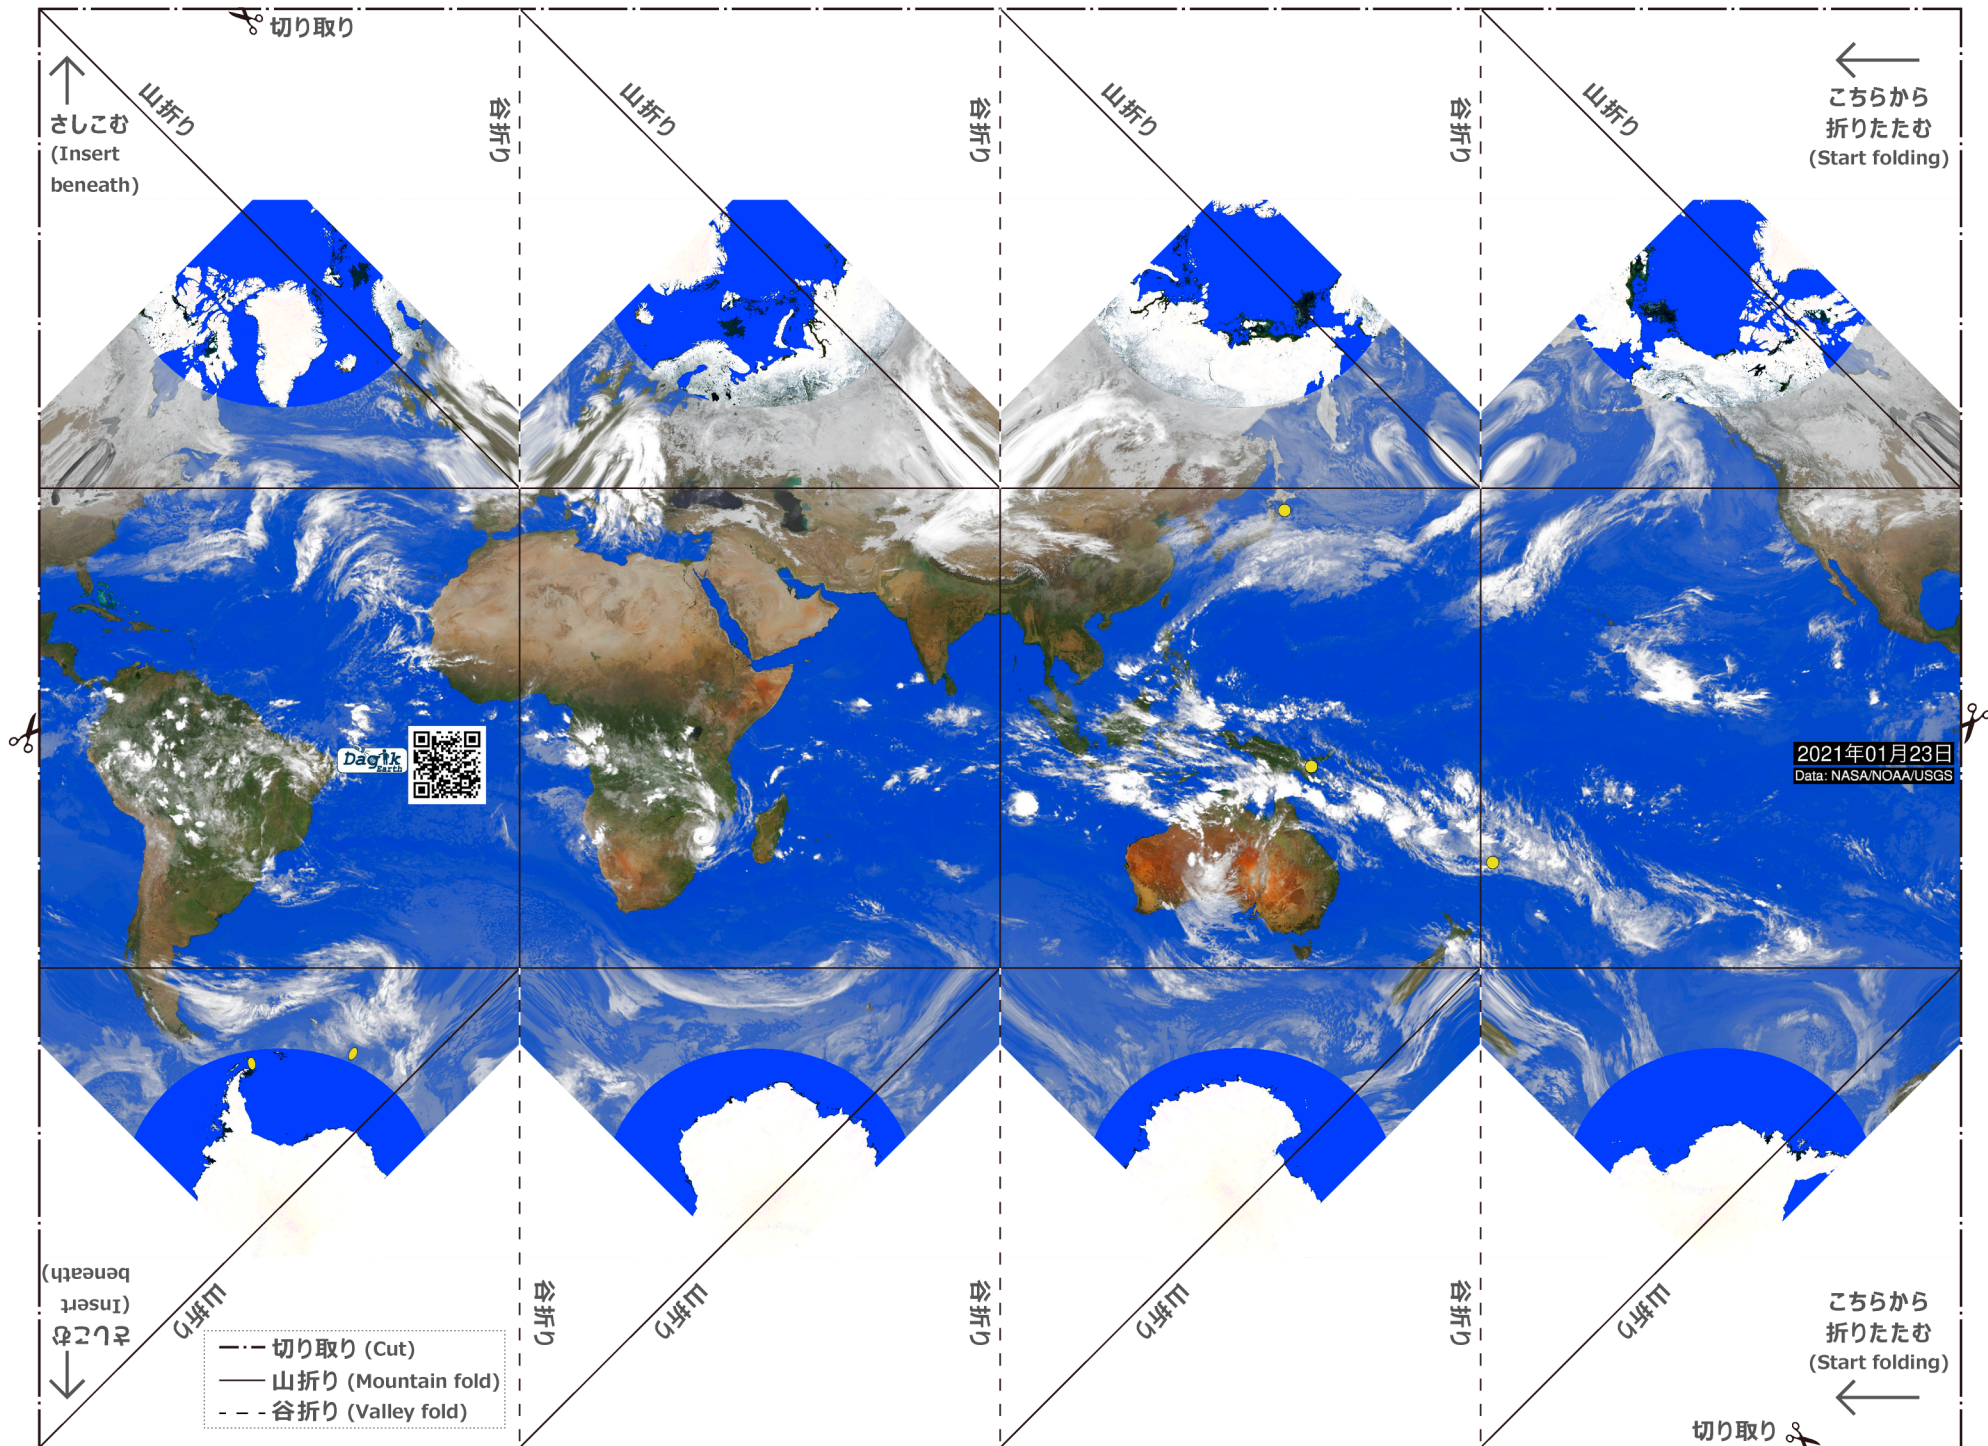 切り取り
さしこむ
(Insert
beneath)
山折り
谷折り
山折り
谷折り
山折り
谷折り
山折り
こちらから
折りたたむ
(Start folding)
Dagik
Earth
2021年01月23日
Data: NASA/NOAA/USGS
さしこむ
(Insert
beneath)
山折り
谷折り
山折り
谷折り
山折り
谷折り
山折り
こちらから
折りたたむ
(Start folding)
切り取り (Cut)
山折り (Mountain fold)
谷折り (Valley fold)
切り取り